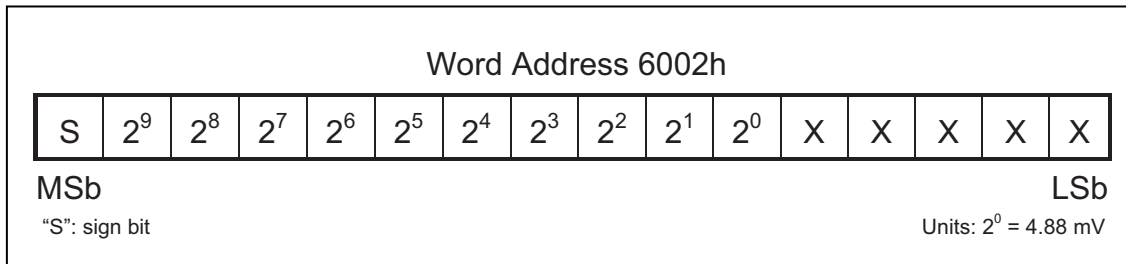 Word Address 6002h
S 2⁹ 2⁸ 2⁷ 2⁶ 2⁵ 2⁴ 2³ 2² 2¹ 2⁰ X X X X X
MSb LSb
“S”: sign bit Units: 2⁰ = 4.88 mV